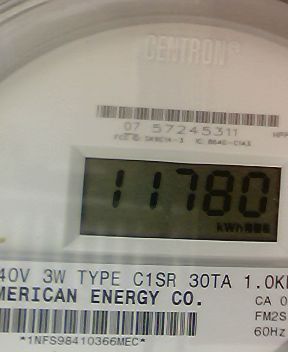 CENTRON®
07 57245311
11780
kWh
40V 3W TYPE C1SR 30TA 1.0K
MERICAN ENERGY CO.
CA 0
FM2S
60Hz
*1NFS98410366MEC*